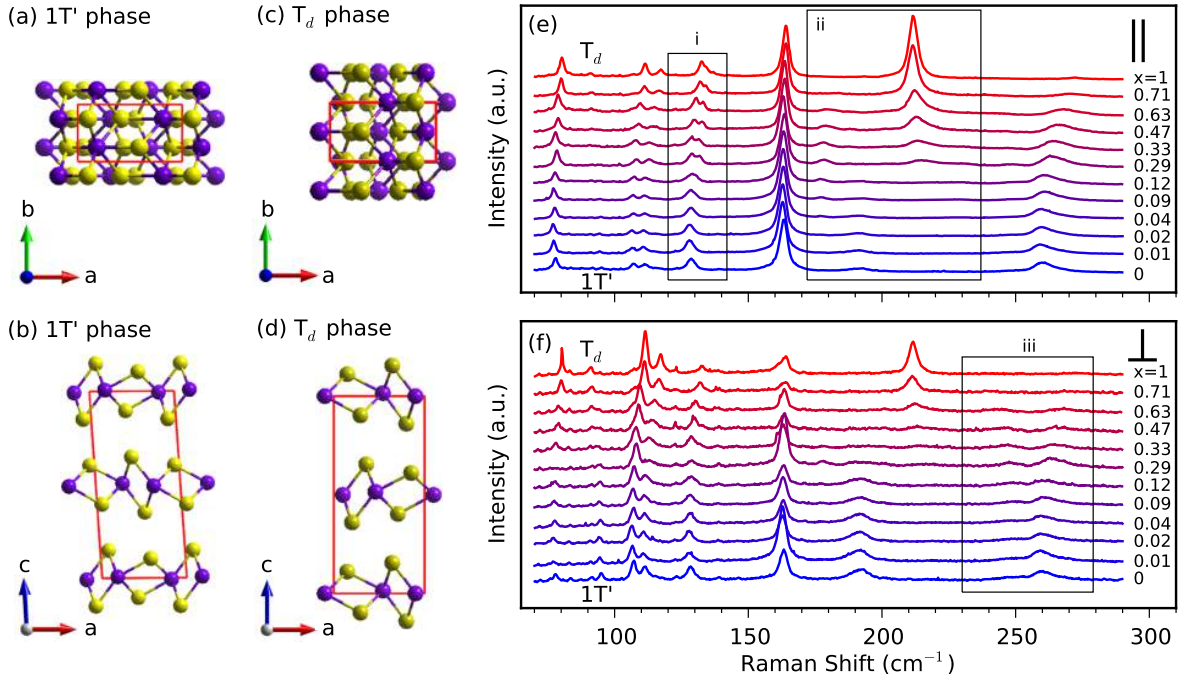 (a) 1T' phase
b
a
(c) T_d phase
b
a
(b) 1T' phase
c
a
(d) T_d phase
c
a
(e)
i
ii
||
T_d
x=1
0.71
0.63
0.47
0.33
0.29
0.12
0.09
0.04
0.02
0.01
0
1T'
Intensity (a.u.)
(f)
iii
⊥
T_d
x=1
0.71
0.63
0.47
0.33
0.29
0.12
0.09
0.04
0.02
0.01
0
1T'
Intensity (a.u.)
100 150 200 250 300
Raman Shift (cm⁻¹)